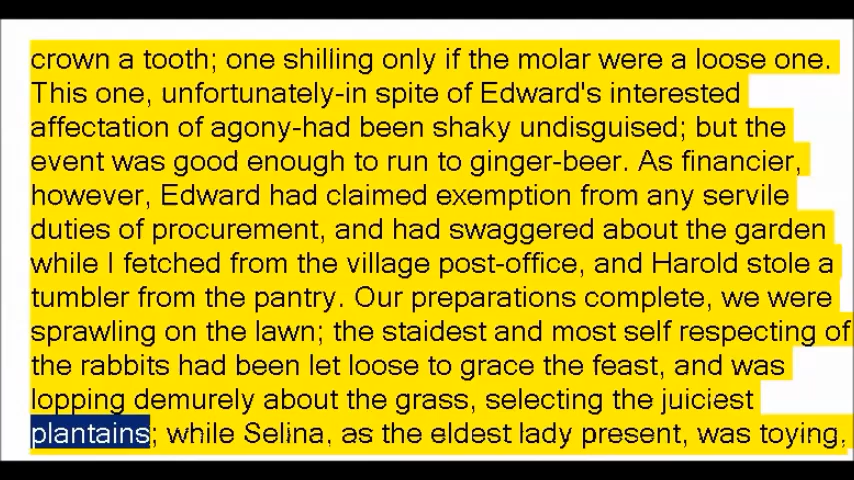 crown a tooth; one shilling only if the molar were a loose one.
This one, unfortunately-in spite of Edward's interested
affectation of agony-had been shaky undisguised; but the
event was good enough to run to ginger-beer. As financier,
however, Edward had claimed exemption from any servile
duties of procurement, and had swaggered about the garden
while I fetched from the village post-office, and Harold stole a
tumbler from the pantry. Our preparations complete, we were
sprawling on the lawn; the staidest and most self respecting of
the rabbits had been let loose to grace the feast, and was
lopping demurely about the grass, selecting the juiciest
plantains; while Selina, as the eldest lady present, was toying,